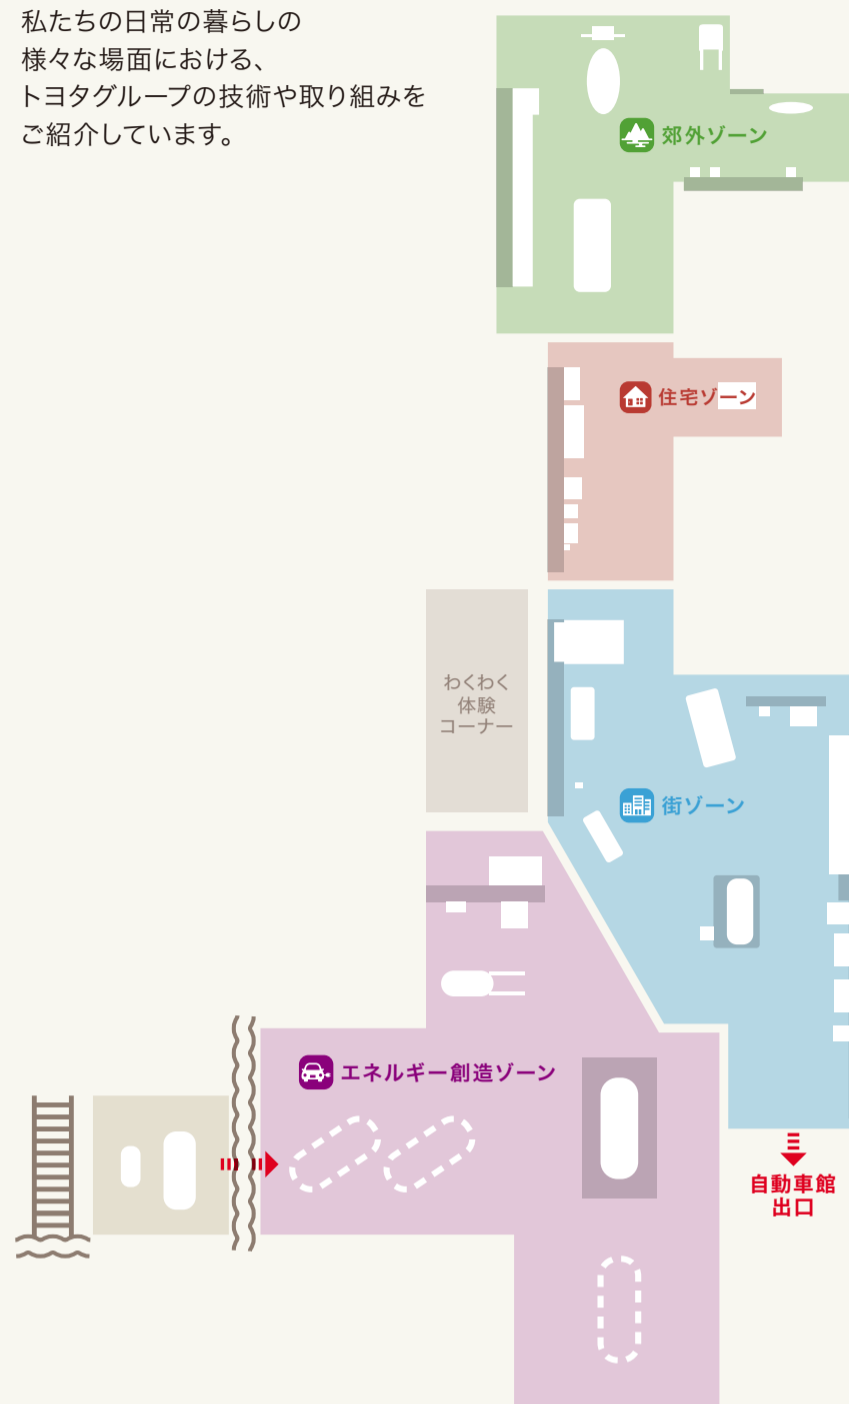 私たちの日常の暮らしの
様々な場面における、
トヨタグループの技術や取り組みを
ご紹介しています。
郊外ゾーン
住宅ゾーン
わくわく
体験
コーナー
街ゾーン
エネルギー創造ゾーン
自動車館
出口